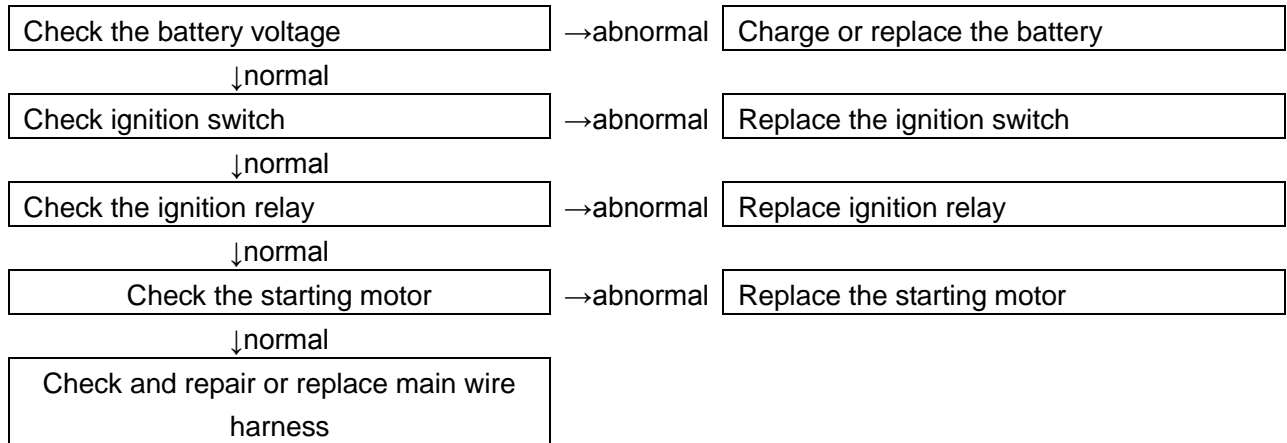 Check the battery voltage →abnormal Charge or replace the battery
↓normal
Check ignition switch →abnormal Replace the ignition switch
↓normal
Check the ignition relay →abnormal Replace ignition relay
↓normal
Check the starting motor →abnormal Replace the starting motor
↓normal
Check and repair or replace main wire
harness